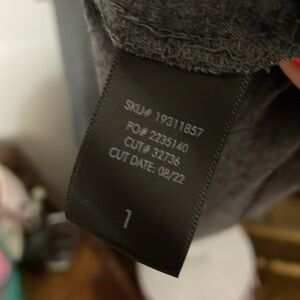 SKU# 19311857
PO# 2235140
CUT# 32736
CUT DATE: 08/22
1